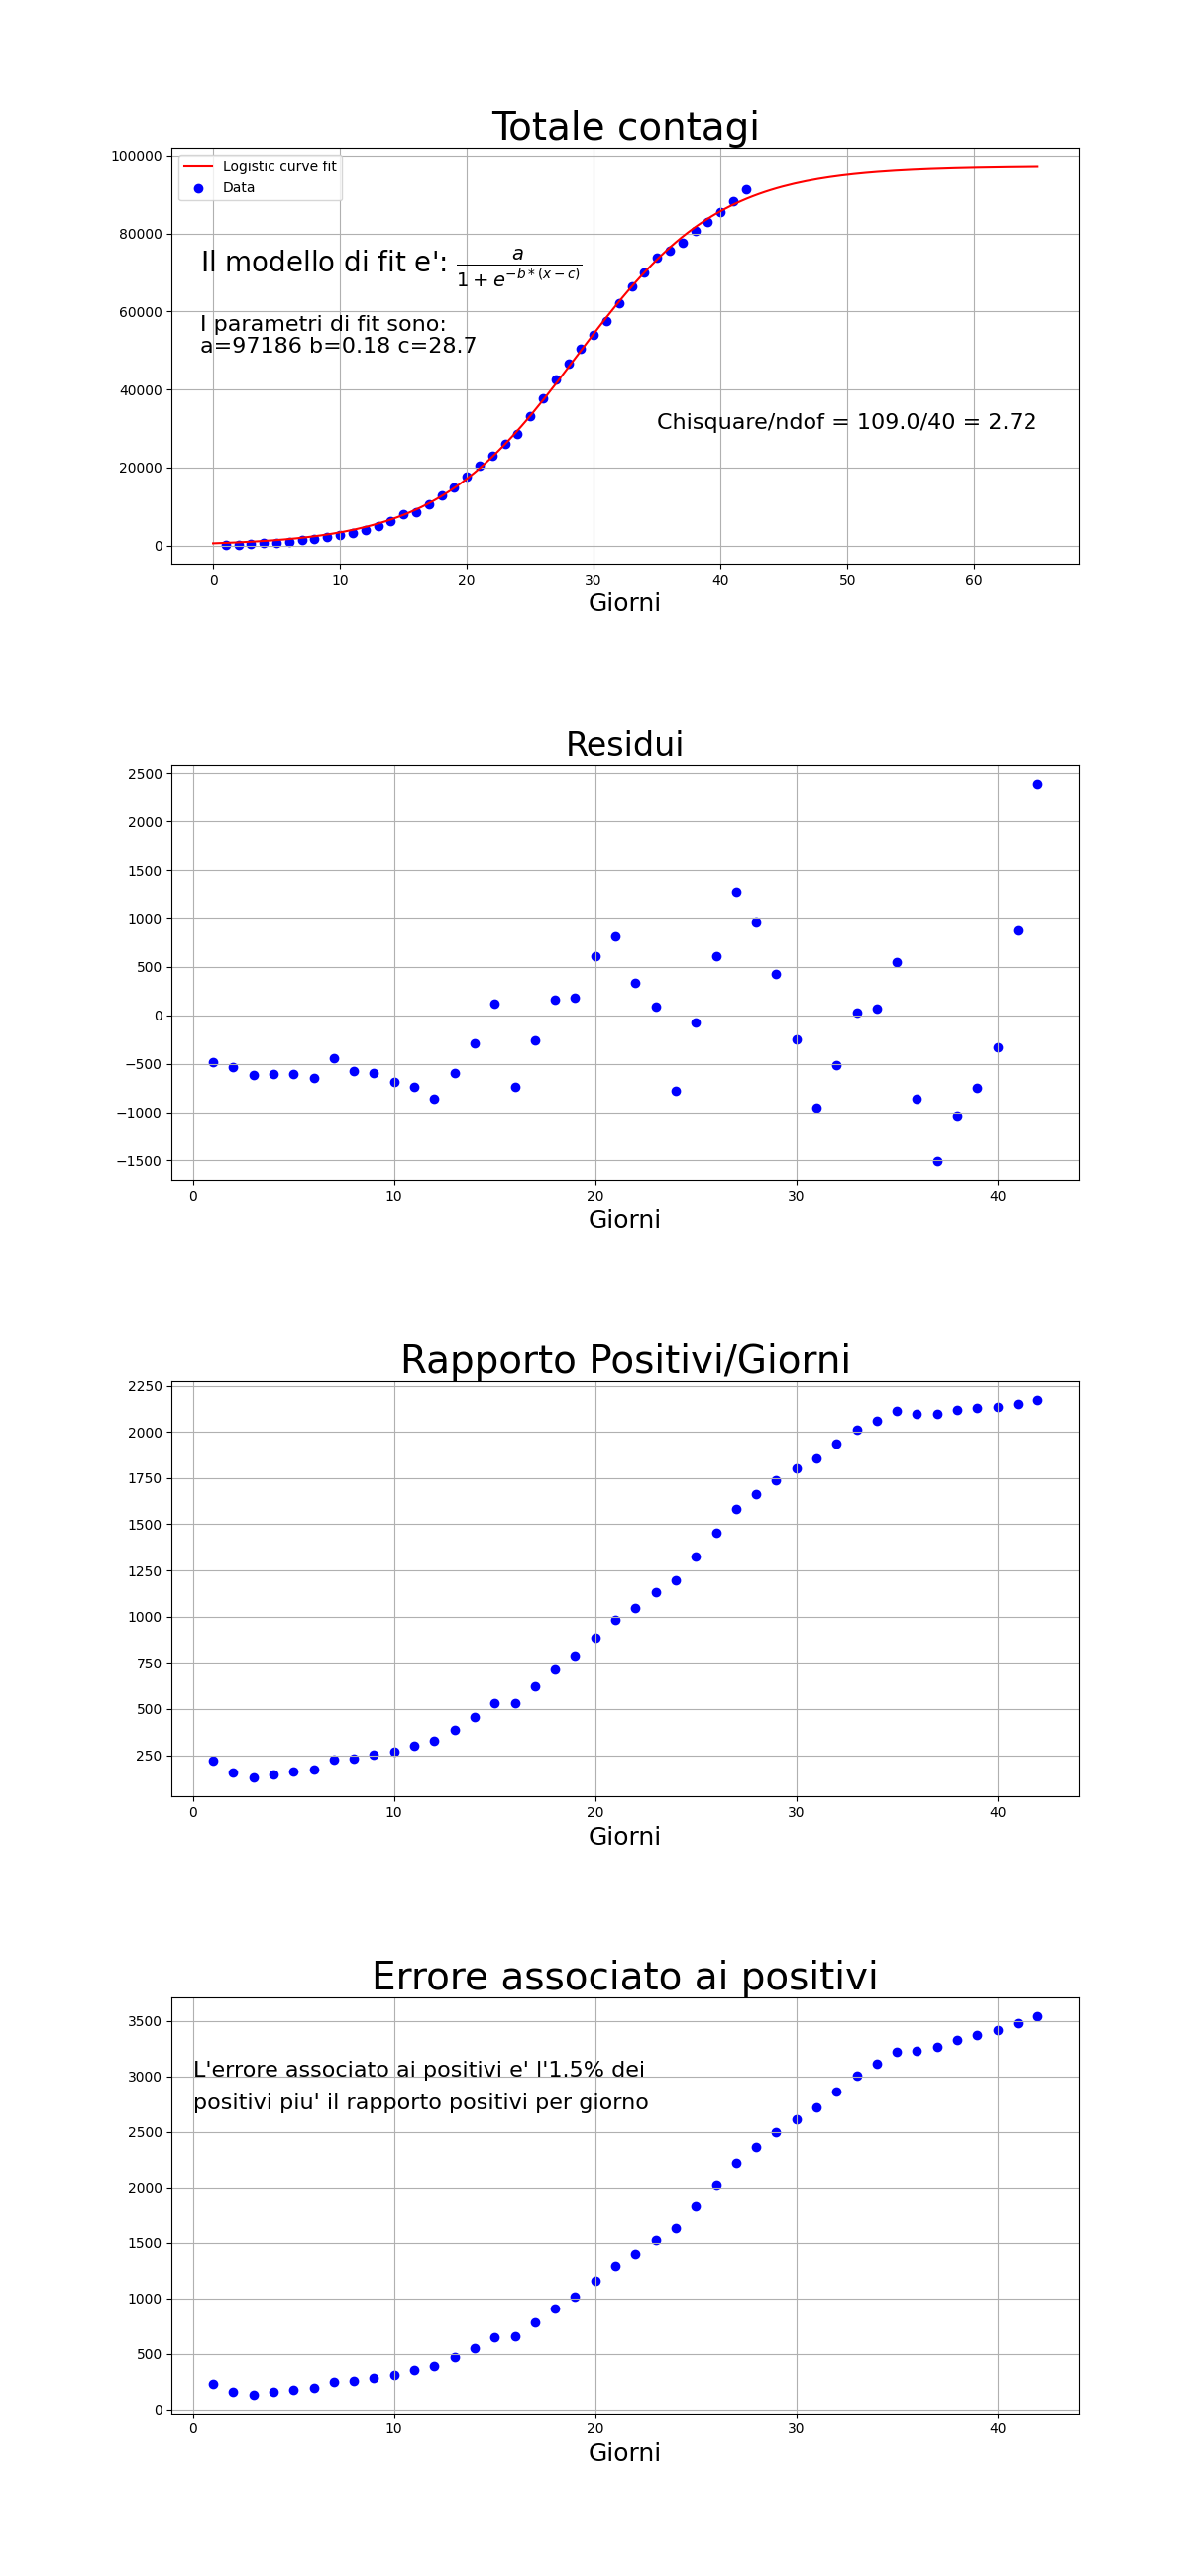 Totale contagi
100000
80000
60000
40000
20000
0
Logistic curve fit
Data
Il modello di fit e': a / 1 + e^{-b*(x-c)}
I parametri di fit sono:
a=97186 b=0.18 c=28.7
Chisquare/ndof = 109.0/40 = 2.72
0 10 20 30 40 50 60
Giorni
Residui
2500
2000
1500
1000
500
0
−500
−1000
−1500
0 10 20 30 40
Giorni
Rapporto Positivi/Giorni
2250
2000
1750
1500
1250
1000
750
500
250
0 10 20 30 40
Giorni
Errore associato ai positivi
3500
3000
2500
2000
1500
1000
500
0
L'errore associato ai positivi e' l'1.5% dei
positivi piu' il rapporto positivi per giorno
0 10 20 30 40
Giorni